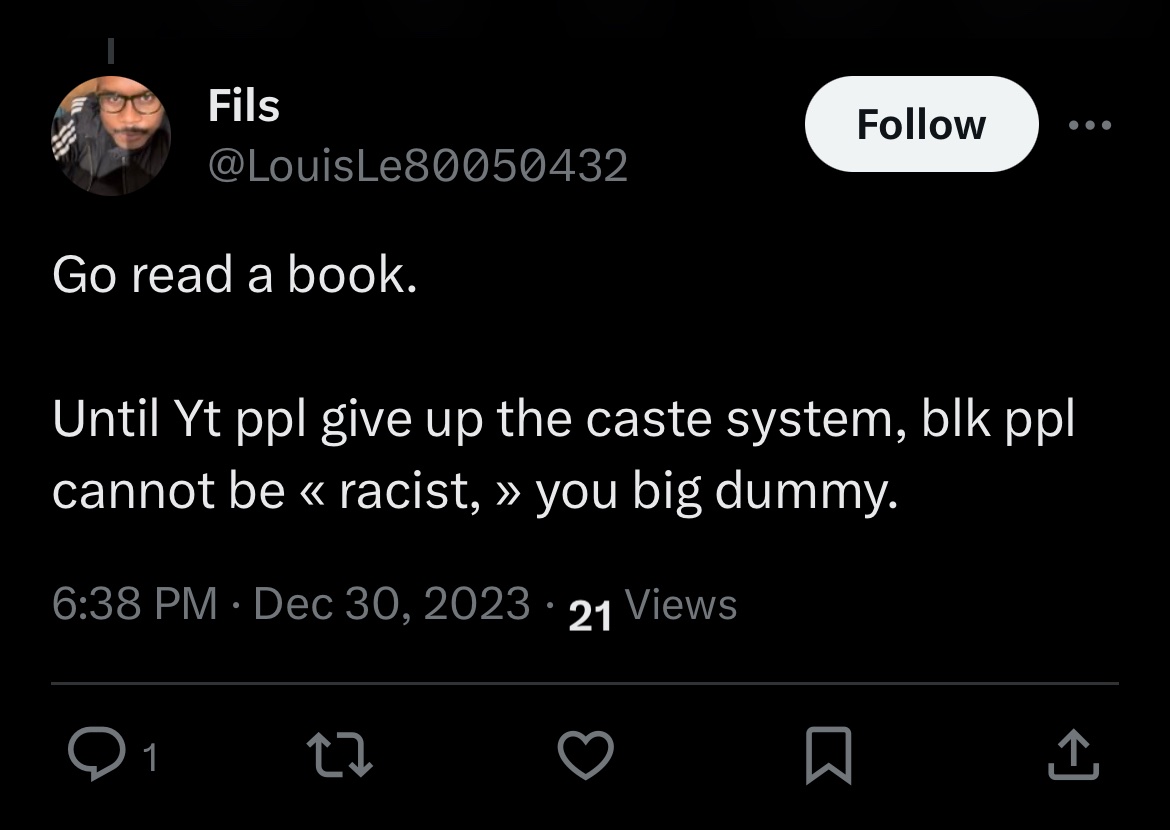 Fils
Follow
@LouisLe80050432
Go read a book.
Until Yt ppl give up the caste system, blk ppl
cannot be « racist, » you big dummy.
6:38 PM · Dec 30, 2023 · 21 Views
1